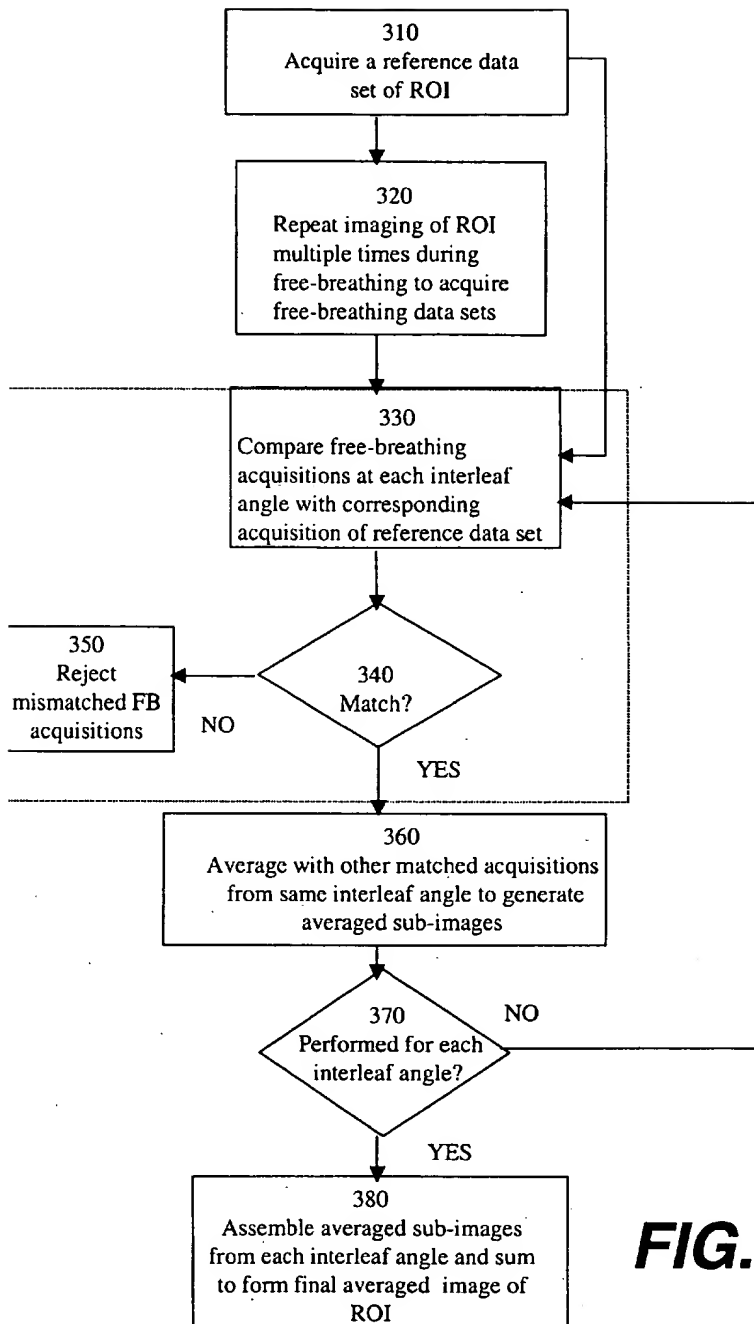 310
Acquire a reference data
set of ROI
320
Repeat imaging of ROI
multiple times during
free-breathing to acquire
free-breathing data sets
330
Compare free-breathing
acquisitions at each interleaf
angle with corresponding
acquisition of reference data set
340
Match?
350
Reject
mismatched FB
acquisitions
NO
YES
360
Average with other matched acquisitions
from same interleaf angle to generate
averaged sub-images
370
Performed for each
interleaf angle?
NO
YES
380
Assemble averaged sub-images
from each interleaf angle and sum
to form final averaged image of
ROI
FIG.